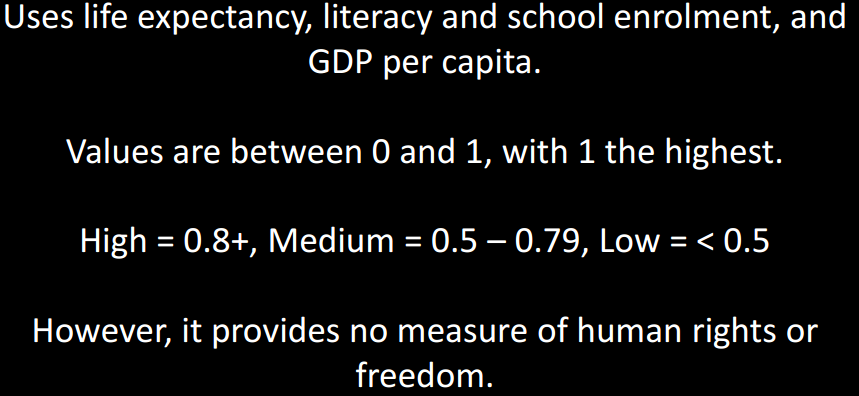 Uses life expectancy, literacy and school enrolment, and
GDP per capita.
Values are between 0 and 1, with 1 the highest.
High = 0.8+, Medium = 0.5 – 0.79, Low = < 0.5
However, it provides no measure of human rights or
freedom.